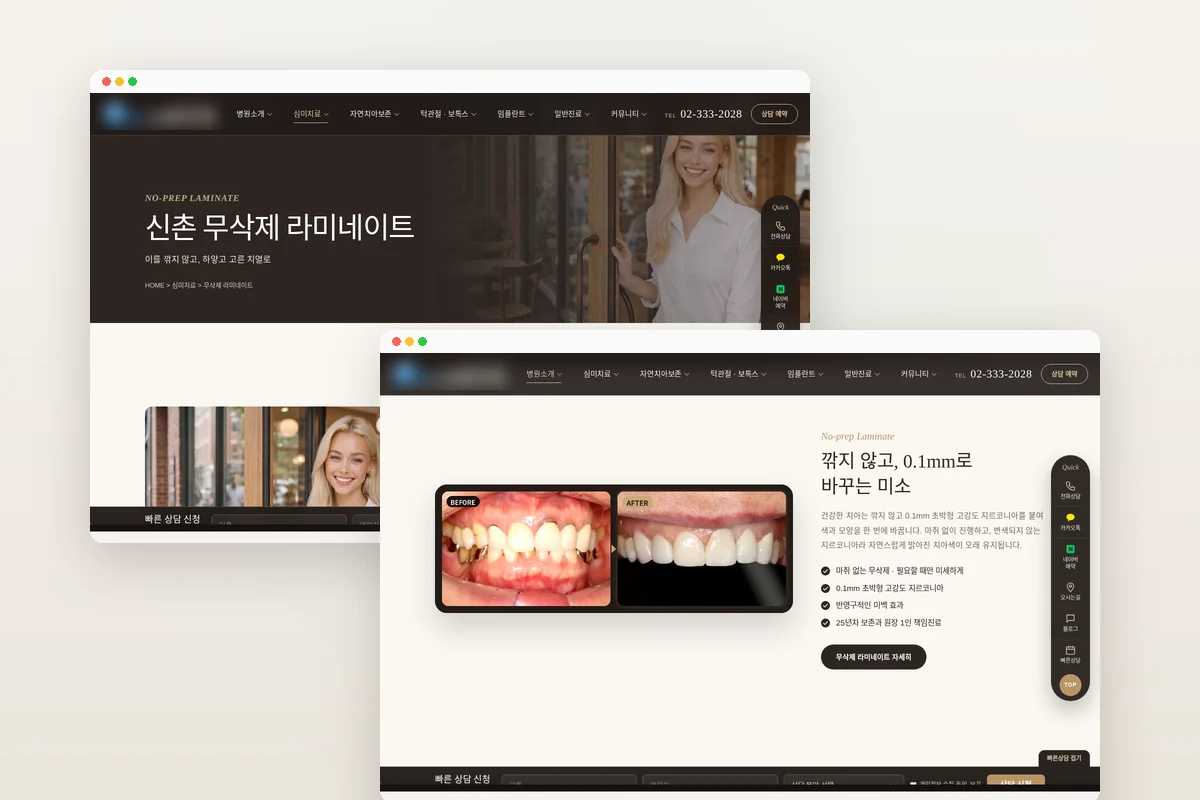 병원소개
심미치료
자연치아보존
턱관절 · 보톡스
임플란트
일반진료
커뮤니티
TEL 02-333-2028
상담 예약
NO-PREP LAMINATE
신촌 무삭제 라미네이트
이를 깎지 않고, 하얗고 고른 치열로
HOME > 심미치료 > 무삭제 라미네이트
Quick
전화상담
카카오톡
N
네이버
예약
빠른 상담 신청
병원소개
심미치료
자연치아보존
턱관절 · 보톡스
임플란트
일반진료
커뮤니티
TEL 02-333-2028
상담 예약
BEFORE
AFTER
No-prep Laminate
깎지 않고, 0.1mm로
바꾸는 미소
건강한 치아는 깎지 않고 0.1mm 초박형 고강도 지르코니아를 붙여
색과 모양을 한 번에 바꿉니다. 마취 없이 진행하고, 변색되지 않는
지르코니아라 자연스럽게 밝아진 치아색이 오래 유지됩니다.
마취 없는 무삭제 · 필요할 때만 미세하게
0.1mm 초박형 고강도 지르코니아
반영구적인 미백 효과
25년차 보존과 원장 1인 책임진료
무삭제 라미네이트 자세히
Quick
전화상담
카카오톡
N
네이버
예약
오시는길
블로그
빠른상담
TOP
빠른상담 접기
빠른 상담 신청